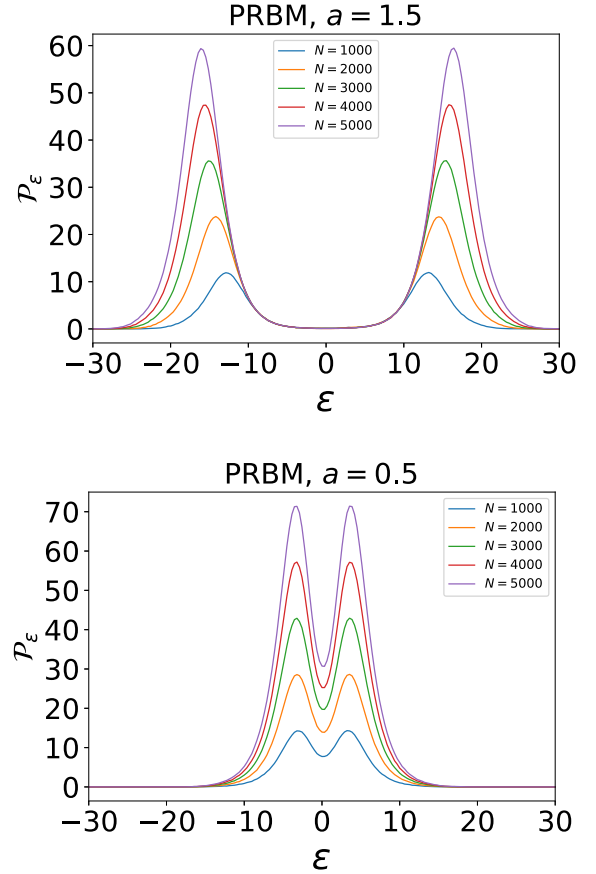 PRBM, a = 1.5
60
50
40
30
20
10
0
𝒫ε
N = 1000
N = 2000
N = 3000
N = 4000
N = 5000
−30 −20 −10 0 10 20 30
ε
PRBM, a = 0.5
70
60
50
40
30
20
10
0
𝒫ε
N = 1000
N = 2000
N = 3000
N = 4000
N = 5000
−30 −20 −10 0 10 20 30
ε